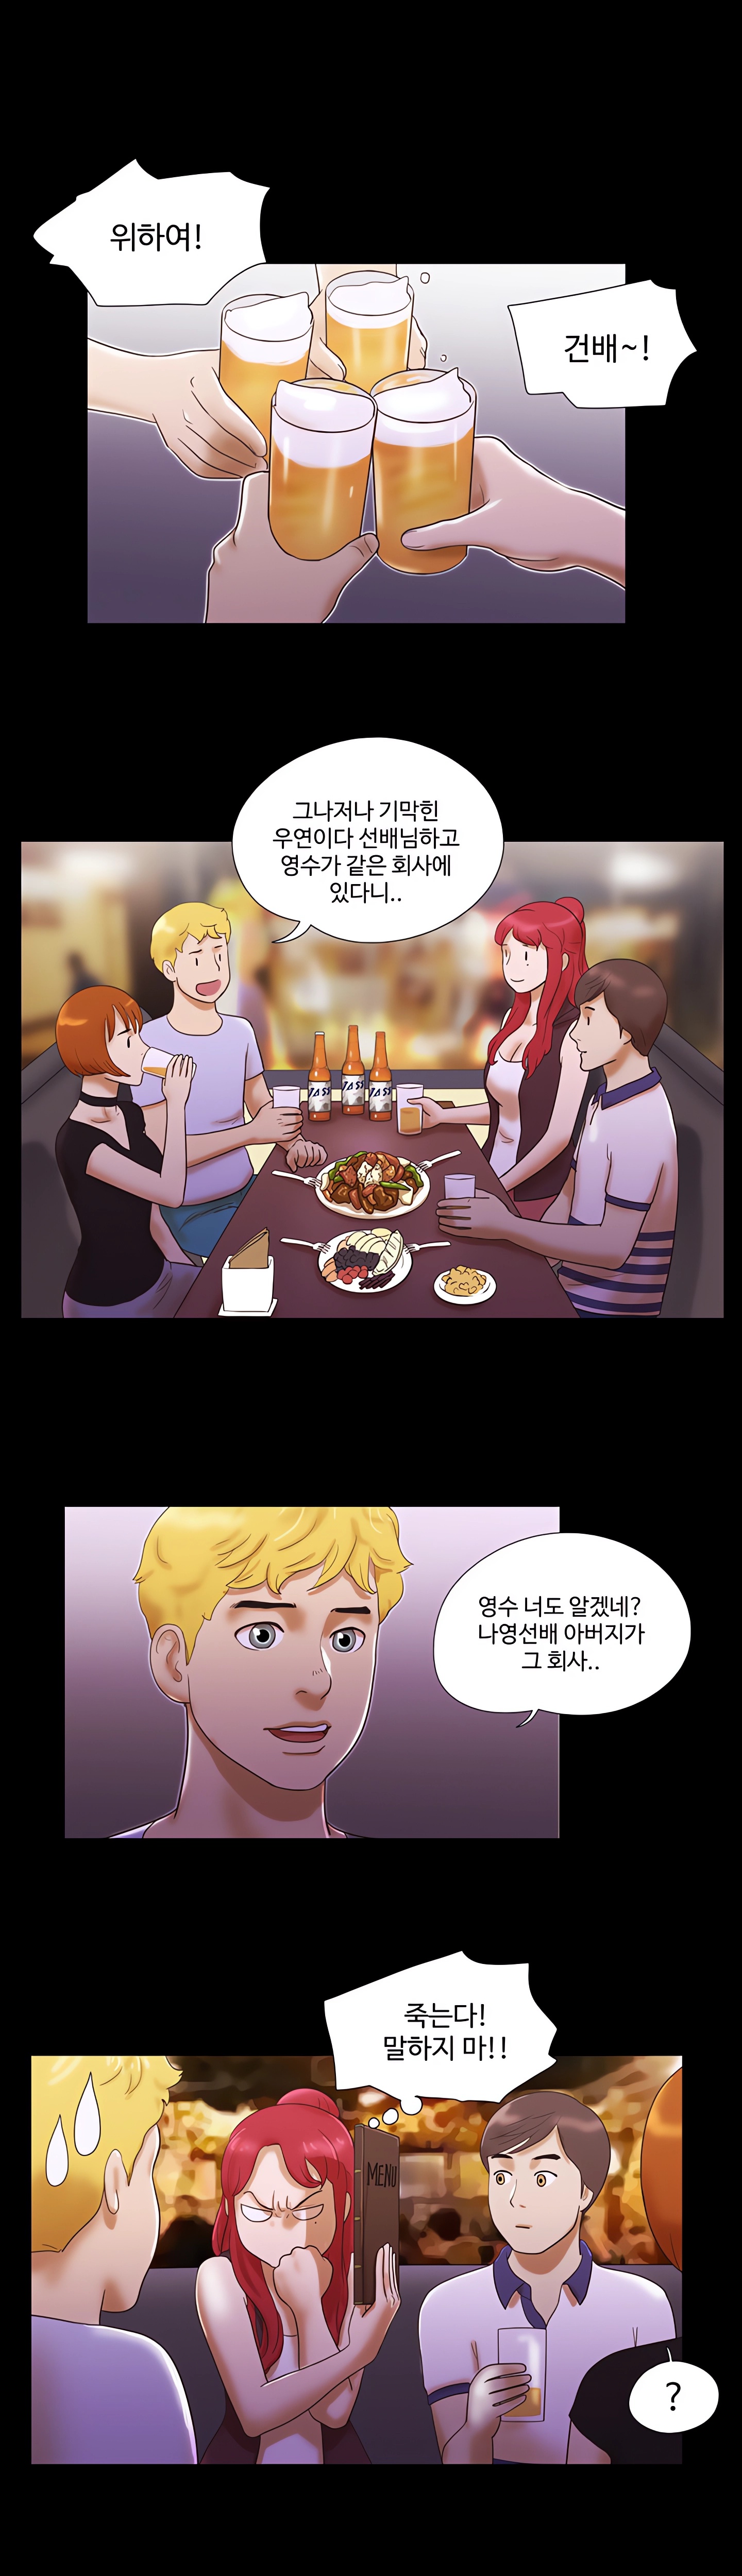 위하여!
건배~!
그나저나 기막힌
우연이다 선배님하고
영수가 같은 회사에
있다니..
JASS
JASS
JASS
영수 너도 알겠네?
나영선배 아버지가
그 회사..
죽는다!
말하지 마!!
MENU
?